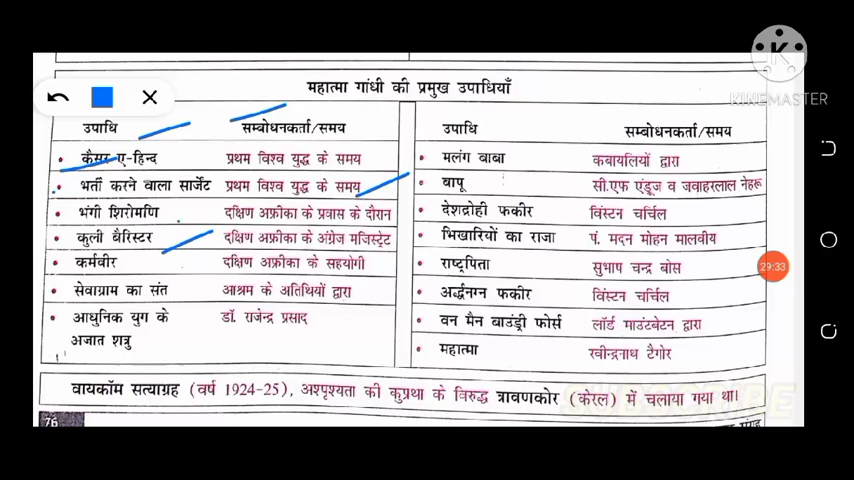 महात्मा गांधी की प्रमुख उपाधियाँ
उपाधि सम्बोधनकर्ता/समय
कैसर-ए-हिन्द प्रथम विश्व युद्ध के समय
भर्ती करने वाला सार्जेंट प्रथम विश्व युद्ध के समय
भंगी शिरोमणि दक्षिण अफ्रीका के प्रवास के दौरान
कुली बैरिस्टर दक्षिण अफ्रीका के अंग्रेज मजिस्ट्रेट
कर्मवीर दक्षिण अफ्रीका के सहयोगी
सेवाग्राम का संत आश्रम के अतिथियों द्वारा
आधुनिक युग के डॉ. राजेन्द्र प्रसाद
अजात शत्रु
उपाधि सम्बोधनकर्ता/समय
मलंग बाबा कबायलियों द्वारा
बापू सी.एफ एंड्रूज व जवाहरलाल नेहरू
देशद्रोही फकीर विंस्टन चर्चिल
भिखारियों का राजा पं. मदन मोहन मालवीय
राष्ट्रपिता सुभाष चन्द्र बोस
अर्द्धनग्न फकीर विंस्टन चर्चिल
वन मैन बाउंड्री फोर्स लॉर्ड माउंटबेटन द्वारा
महात्मा रवीन्द्रनाथ टैगोर
वायकॉम सत्याग्रह (वर्ष 1924-25), अश्पृश्यता की कुप्रथा के विरुद्ध त्रावणकोर (केरल) में चलाया गया था।
SUBSCRIBE
76
KINEMASTER
29:33